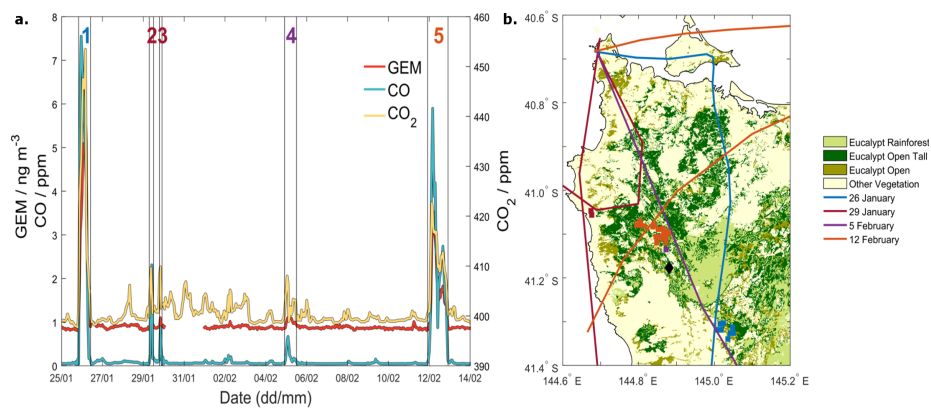 a.
8
7
6
5
4
3
2
1
0
GEM / ng m⁻³
CO / ppm
1
2
3
4
5
GEM
CO
CO₂
460
450
440
430
420
410
400
390
CO₂ / ppm
25/01 27/01 29/01 31/01 02/02 04/02 06/02 08/02 10/02 12/02 14/02
Date (dd/mm)
b.
40.6° S
40.8° S
41.0° S
41.2° S
41.4° S
144.6° E 144.8° E 145.0° E 145.2° E
Eucalypt Rainforest
Eucalypt Open Tall
Eucalypt Open
Other Vegetation
26 January
29 January
5 February
12 February